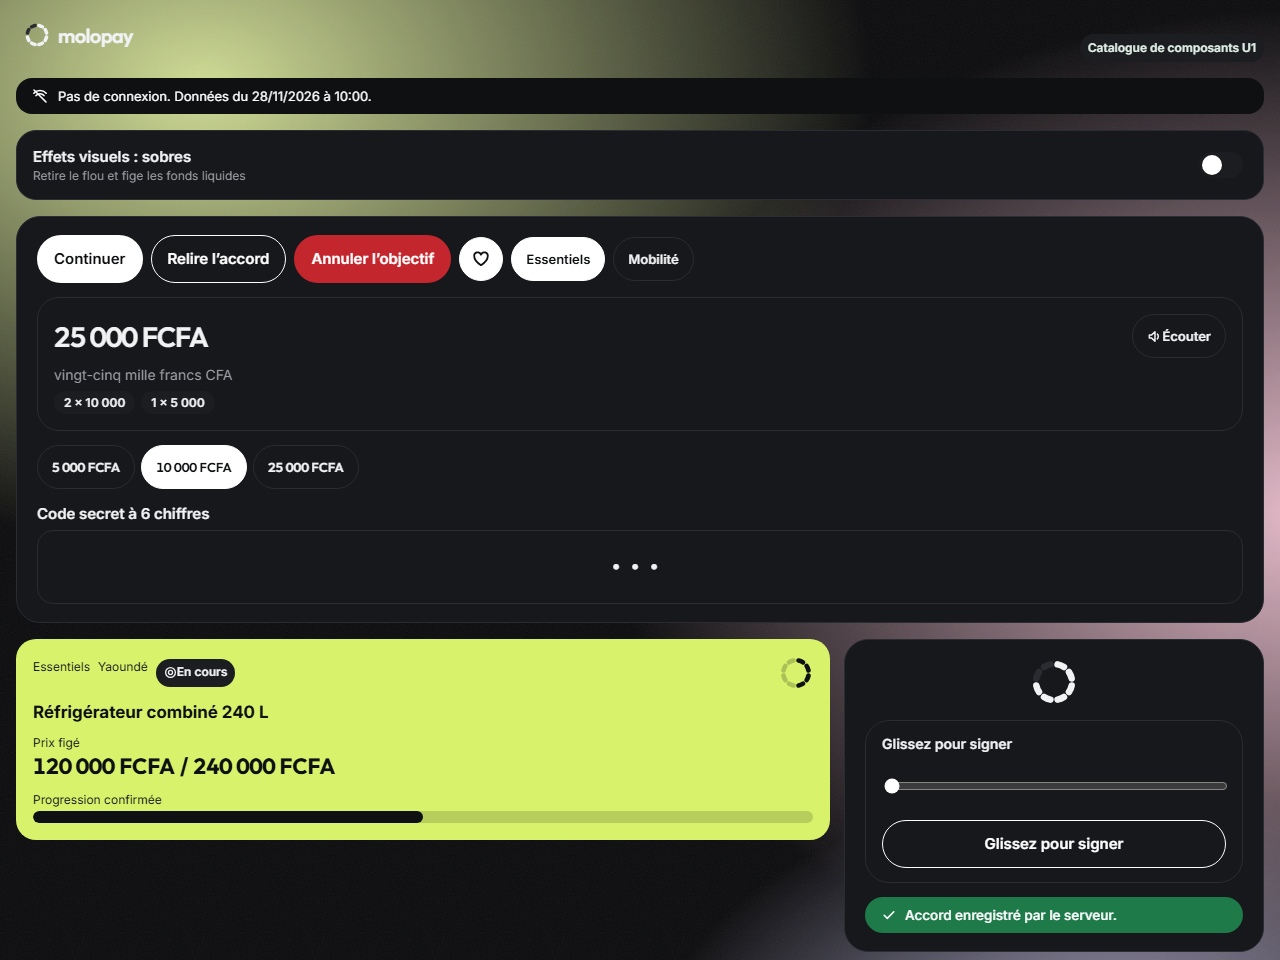 molopay
Catalogue de composants U1
Pas de connexion. Données du 28/11/2026 à 10:00.
Effets visuels : sobres
Retire le flou et fige les fonds liquides
Continuer
Relire l’accord
Annuler l’objectif
Essentiels
Mobilité
25 000 FCFA
Écouter
vingt-cinq mille francs CFA
2 × 10 000
1 × 5 000
5 000 FCFA
10 000 FCFA
25 000 FCFA
Code secret à 6 chiffres
Essentiels Yaoundé
En cours
Réfrigérateur combiné 240 L
Prix figé
120 000 FCFA / 240 000 FCFA
Progression confirmée
Glissez pour signer
Glissez pour signer
Accord enregistré par le serveur.